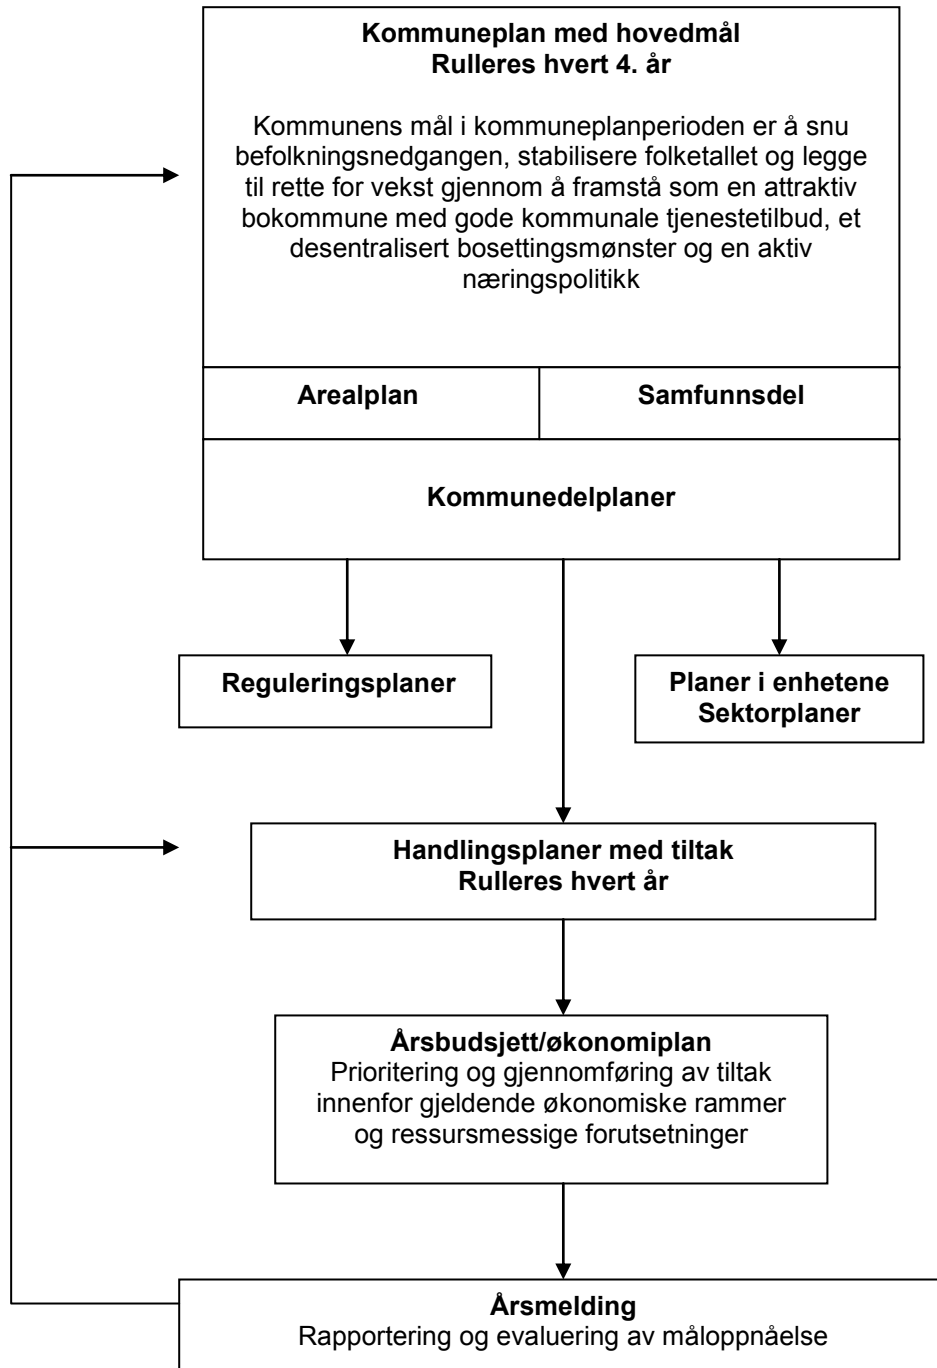 Kommuneplan med hovedmål
Rulleres hvert 4. år
Kommunens mål i kommuneplanperioden er å snu
befolkningsnedgangen, stabilisere folketallet og legge
til rette for vekst gjennom å framstå som en attraktiv
bokommune med gode kommunale tjenestetilbud, et
desentralisert bosettingsmønster og en aktiv
næringspolitikk
Arealplan
Samfunnsdel
Kommunedelplaner
Reguleringsplaner
Planer i enhetene
Sektorplaner
Handlingsplaner med tiltak
Rulleres hvert år
Årsbudsjett/økonomiplan
Prioritering og gjennomføring av tiltak
innenfor gjeldende økonomiske rammer
og ressursmessige forutsetninger
Årsmelding
Rapportering og evaluering av måloppnåelse